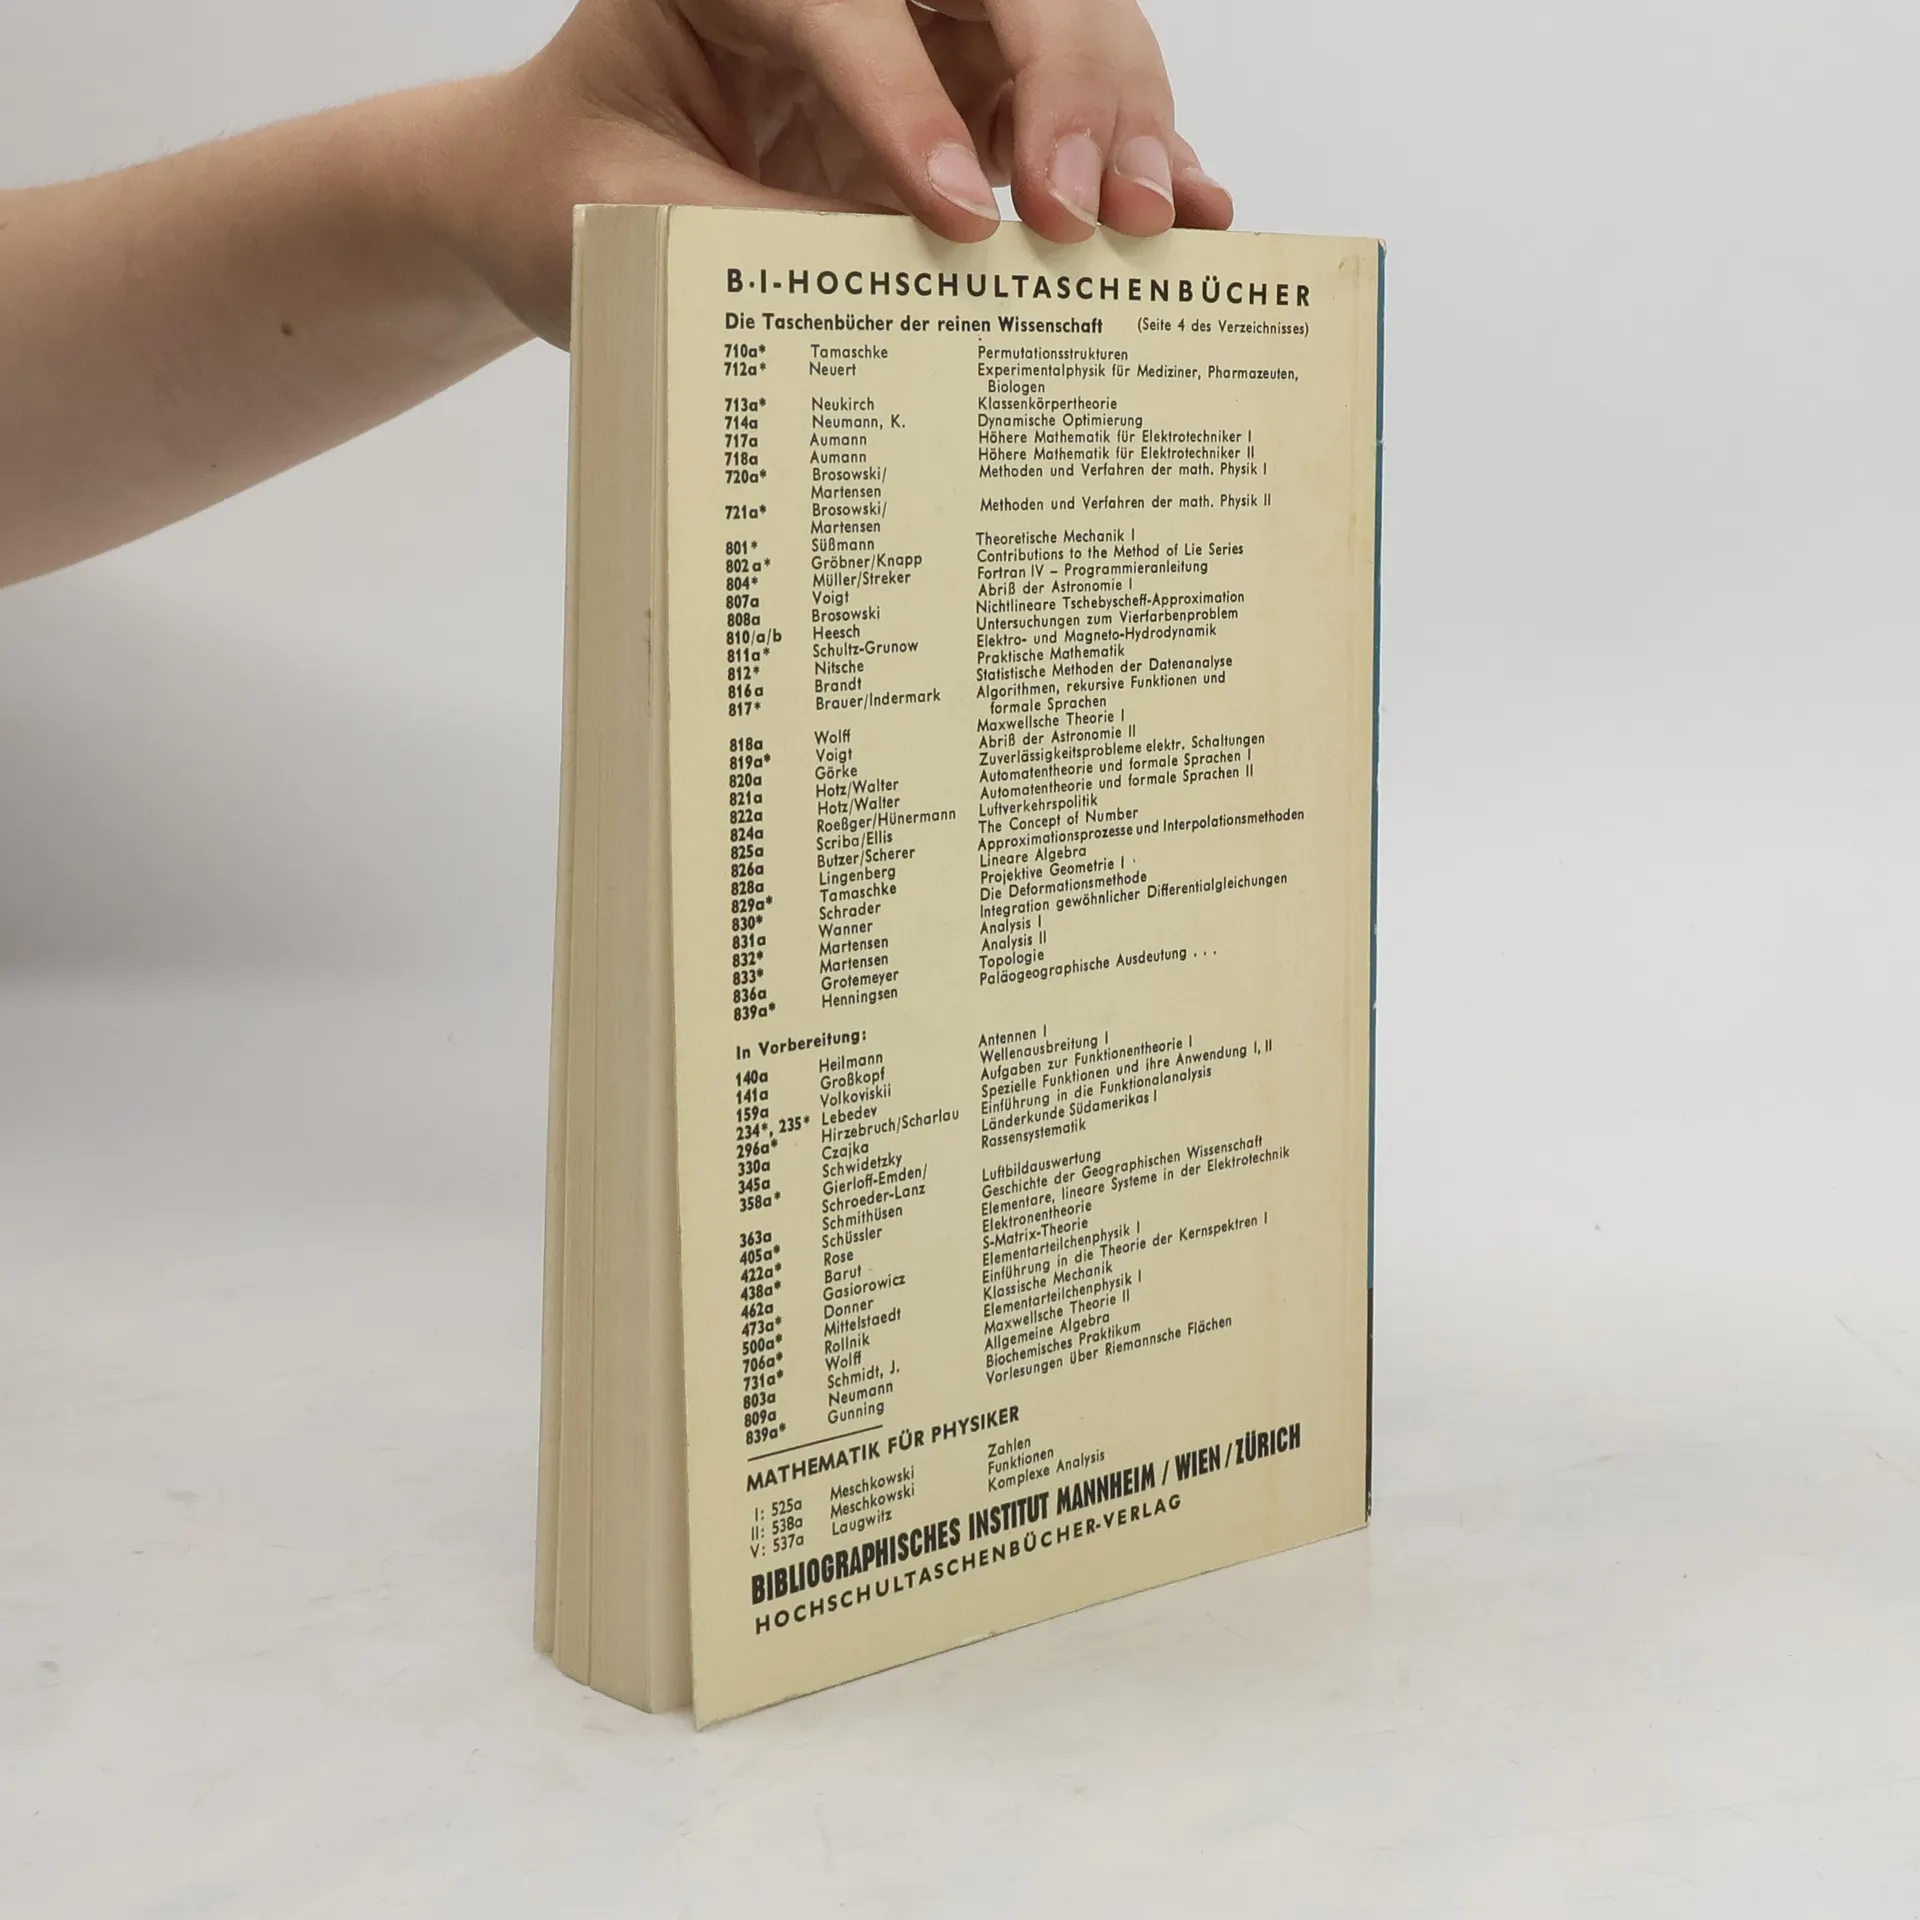 B·I-HOCHSCHULTASCHENBÜCHER
Die Taschenbücher der reinen Wissenschaft (Seite 4 des Verzeichnisses)
710a* Tamaschke Permutationsstrukturen
712a* Neuert Experimentalphysik für Mediziner, Pharmazeuten,
Biologen
713a* Neukirch Klassenkörpertheorie
714a Neumann, K. Dynamische Optimierung
717a Aumann Höhere Mathematik für Elektrotechniker I
718a Aumann Höhere Mathematik für Elektrotechniker II
720a* Brosowski/ Methoden und Verfahren der math. Physik I
Martensen
721a* Brosowski/ Methoden und Verfahren der math. Physik II
Martensen
801* Süßmann Theoretische Mechanik I
802a* Gröbner/Knapp Contributions to the Method of Lie Series
804* Müller/Streker Fortran IV – Programmieranleitung
807a Voigt Abriß der Astronomie I
808a Brosowski Nichtlineare Tschebyscheff-Approximation
810/a/b Heesch Untersuchungen zum Vierfarbenproblem
811a* Schultz-Grunow Elektro- und Magneto-Hydrodynamik
812* Nitsche Praktische Mathematik
816a Brandt Statistische Methoden der Datenanalyse
817* Brauer/Indermark Algorithmen, rekursive Funktionen und
formale Sprachen
818a Wolff Maxwellsche Theorie I
819a* Voigt Abriß der Astronomie II
820a Görke Zuverlässigkeitsprobleme elektr. Schaltungen
821a Hotz/Walter Automatentheorie und formale Sprachen I
822a Hotz/Walter Automatentheorie und formale Sprachen II
824a Roeßger/Hünermann Luftverkehrspolitik
825a Scriba/Ellis The Concept of Number
826a Butzer/Scherer Approximationsprozesse und Interpolationsmethoden
828a Lingenberg Lineare Algebra
829a* Tamaschke Projektive Geometrie I
830* Schrader Die Deformationsmethode
831a Wanner Integration gewöhnlicher Differentialgleichungen
832* Martensen Analysis I
833* Martensen Analysis II
836a Grotemeyer Topologie
839a* Henningsen Paläogeographische Ausdeutung . . .
In Vorbereitung:
140a Heilmann Antennen I
141a Großkopf Wellenausbreitung I
159a Volkoviskii Aufgaben zur Funktionentheorie I
234*, 235* Lebedev Spezielle Funktionen und ihre Anwendung I, II
296a* Hirzebruch/Scharlau Einführung in die Funktionalanalysis
330a Czajka Länderkunde Südamerikas I
345a Schwidetzky Rassensystematik
358a* Gierloff-Emden/
Schroeder-Lanz Luftbildauswertung
363a Schmithüsen Geschichte der Geographischen Wissenschaft
405a* Schüssler Elementare, lineare Systeme in der Elektrotechnik
422a* Rose Elektronentheorie
438a* Barut S-Matrix-Theorie
462a Gasiorowicz Elementarteilchenphysik I
473a* Donner Einführung in die Theorie der Kernspektren I
500a* Mittelstaedt Klassische Mechanik
706a* Rollnik Elementarteilchenphysik I
731a* Wolff Maxwellsche Theorie II
803a Schmidt, J. Allgemeine Algebra
809a Neumann Biochemisches Praktikum
839a* Gunning Vorlesungen über Riemannsche Flächen
MATHEMATIK FÜR PHYSIKER
I: 525a Meschkowski Zahlen
II: 538a Meschkowski Funktionen
V: 537a Laugwitz Komplexe Analysis
BIBLIOGRAPHISCHES INSTITUT MANNHEIM / WIEN / ZÜRICH
HOCHSCHULTASCHENBÜCHER-VERLAG